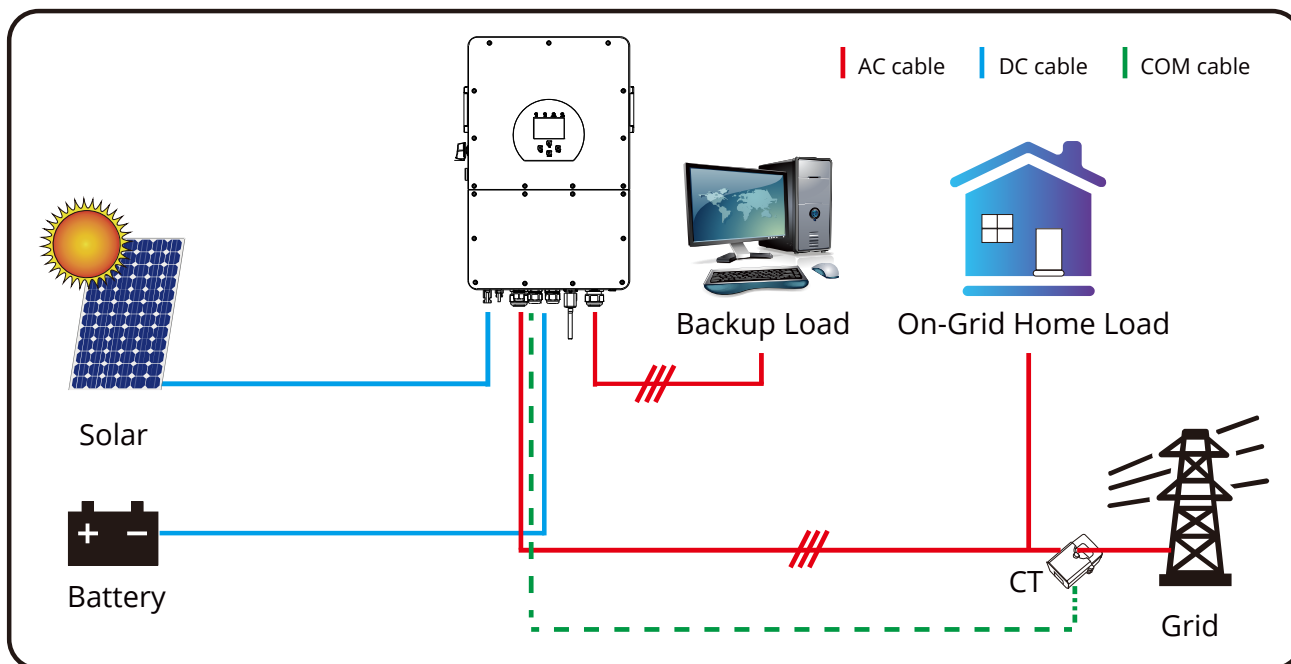 AC cable
DC cable
COM cable
Backup Load
On-Grid Home Load
Solar
+ −
Battery
CT
Grid